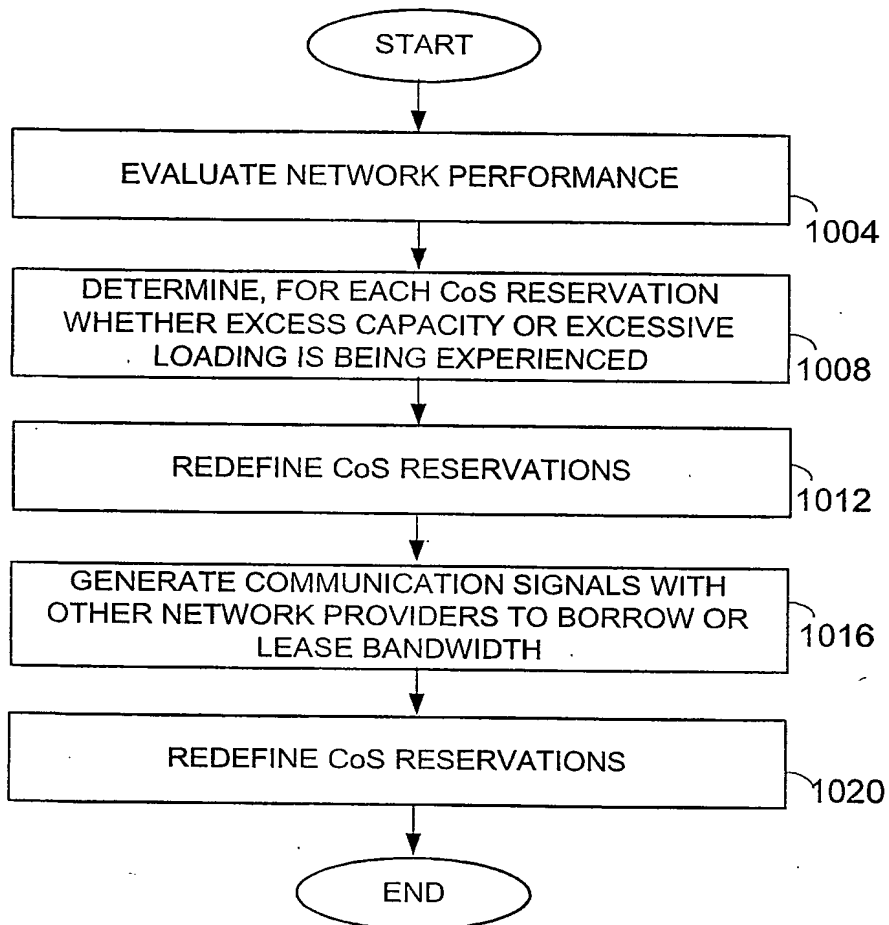 START
EVALUATE NETWORK PERFORMANCE
1004
DETERMINE, FOR EACH CoS RESERVATION
WHETHER EXCESS CAPACITY OR EXCESSIVE
LOADING IS BEING EXPERIENCED
1008
REDEFINE CoS RESERVATIONS
1012
GENERATE COMMUNICATION SIGNALS WITH
OTHER NETWORK PROVIDERS TO BORROW OR
LEASE BANDWIDTH
1016
REDEFINE CoS RESERVATIONS
1020
END